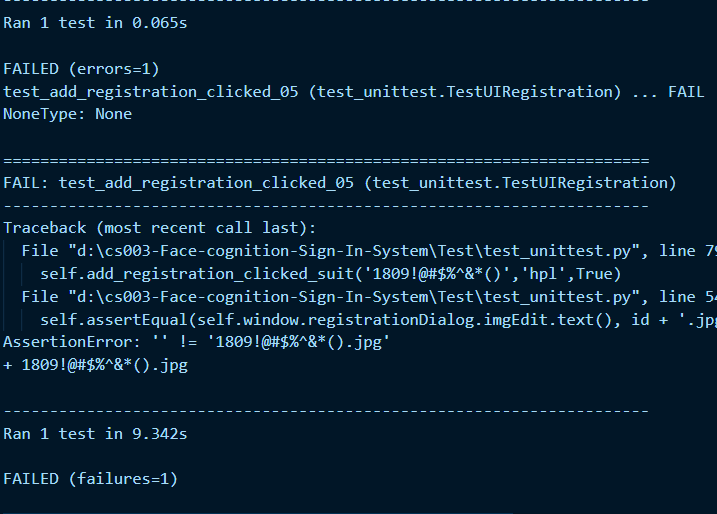 ---------------------------------------------------------------------
Ran 1 test in 0.065s
FAILED (errors=1)
test_add_registration_clicked_05 (test_unittest.TestUIRegistration) ... FAIL
NoneType: None
=====================================================================
FAIL: test_add_registration_clicked_05 (test_unittest.TestUIRegistration)
---------------------------------------------------------------------
Traceback (most recent call last):
File "d:\cs003-Face-cognition-Sign-In-System\Test\test_unittest.py", line 79
self.add_registration_clicked_suit('1809!@#$%^&*()','hpl',True)
File "d:\cs003-Face-cognition-Sign-In-System\Test\test_unittest.py", line 54
self.assertEqual(self.window.registrationDialog.imgEdit.text(), id + '.jpg
AssertionError: '' != '1809!@#$%^&*().jpg'
+ 1809!@#$%^&*().jpg
---------------------------------------------------------------------
Ran 1 test in 9.342s
FAILED (failures=1)